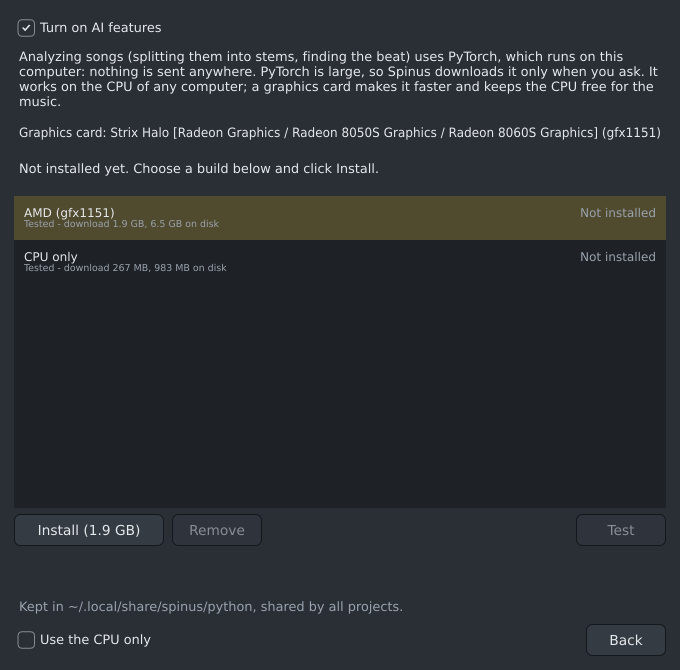 Turn on AI features
Analyzing songs (splitting them into stems, finding the beat) uses PyTorch, which runs on this
computer: nothing is sent anywhere. PyTorch is large, so Spinus downloads it only when you ask. It
works on the CPU of any computer; a graphics card makes it faster and keeps the CPU free for the
music.
Graphics card: Strix Halo [Radeon Graphics / Radeon 8050S Graphics / Radeon 8060S Graphics] (gfx1151)
Not installed yet. Choose a build below and click Install.
AMD (gfx1151) Not installed
Tested - download 1.9 GB, 6.5 GB on disk
CPU only Not installed
Tested - download 267 MB, 983 MB on disk
Install (1.9 GB) Remove Test
Kept in ~/.local/share/spinus/python, shared by all projects.
Use the CPU only Back